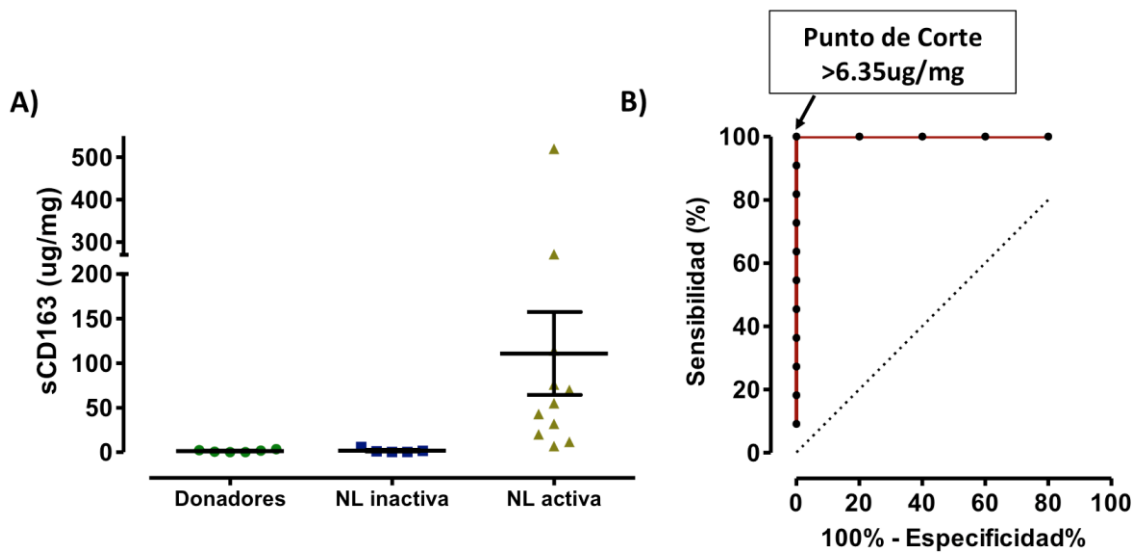 Punto de Corte
>6.35ug/mg
A)
B)
sCD163 (ug/mg)
500
400
300
200
150
100
50
0
Donadores
NL inactiva
NL activa
Sensibilidad (%)
100
80
60
40
20
0
0
20
40
60
80
100
100% - Especificidad%